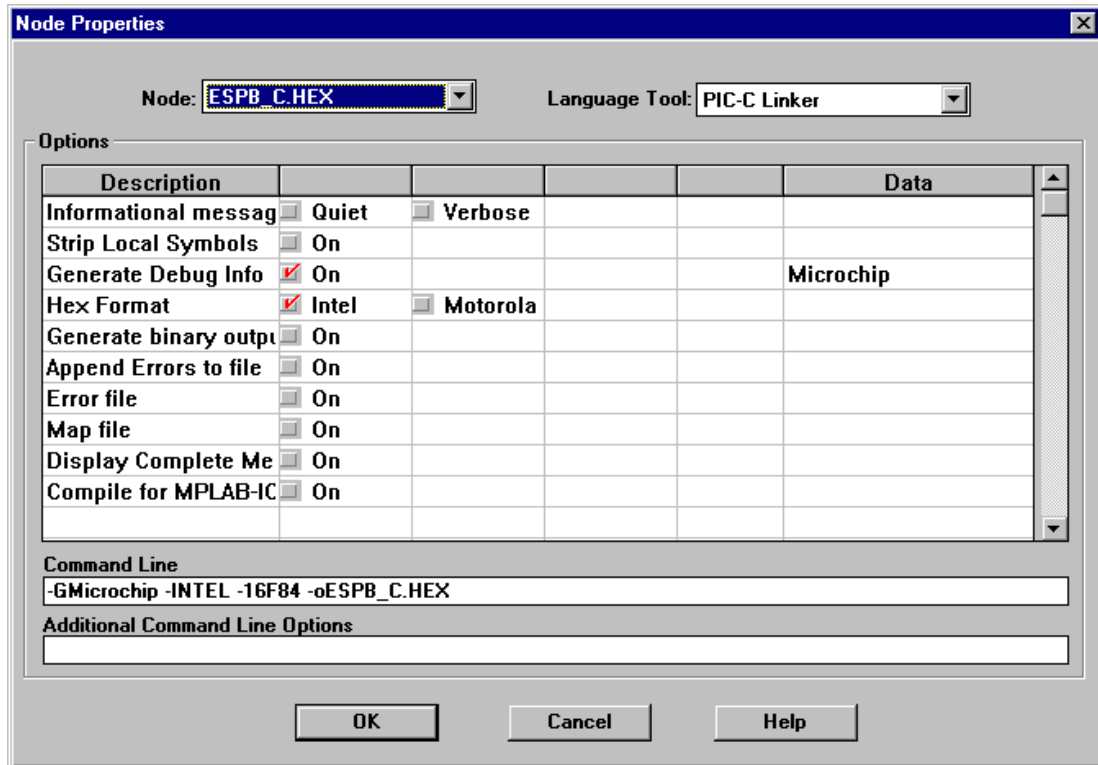 Node Properties
Node: ESPB_C.HEX Language Tool: PIC-C Linker
Options
Description Data
Informational messag Quiet Verbose
Strip Local Symbols On
Generate Debug Info On Microchip
Hex Format Intel Motorola
Generate binary outpu On
Append Errors to file On
Error file On
Map file On
Display Complete Me On
Compile for MPLAB-IC On
Command Line
-GMicrochip -INTEL -16F84 -oESPB_C.HEX
Additional Command Line Options
OK Cancel Help